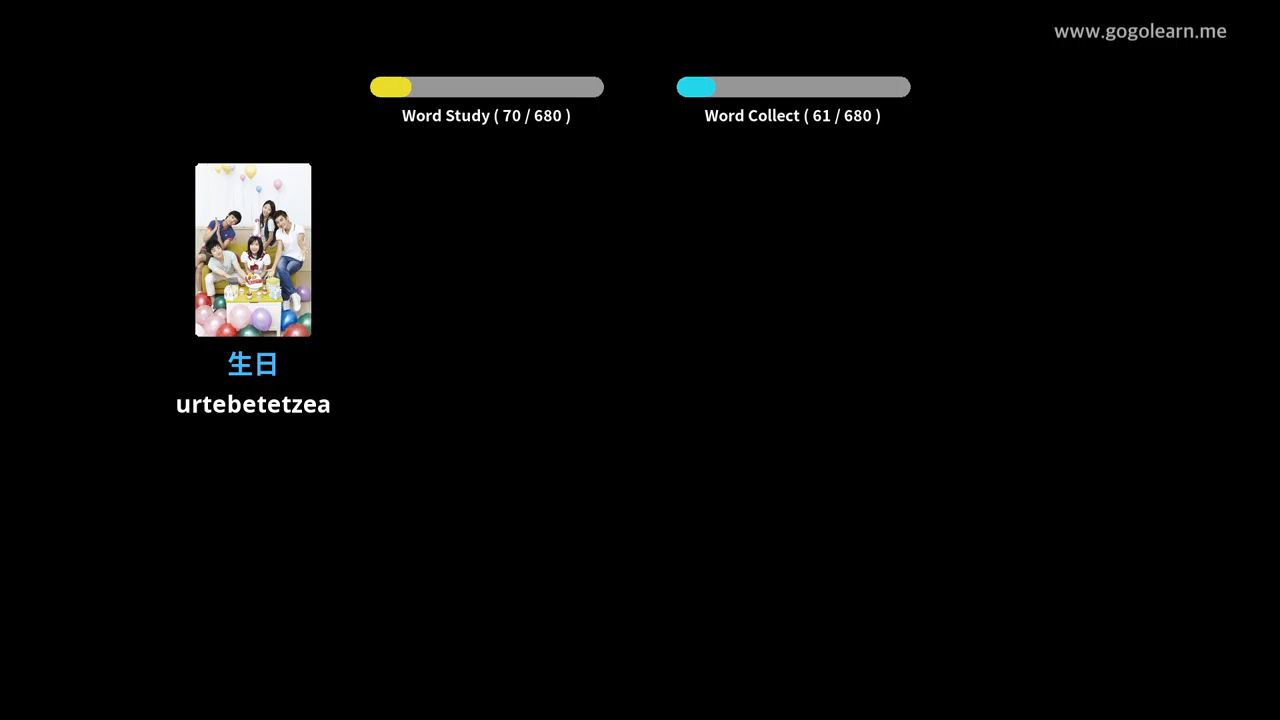 www.gogolearn.me
Word Study ( 70 / 680 )
Word Collect ( 61 / 680 )
生日
urtebetetzea